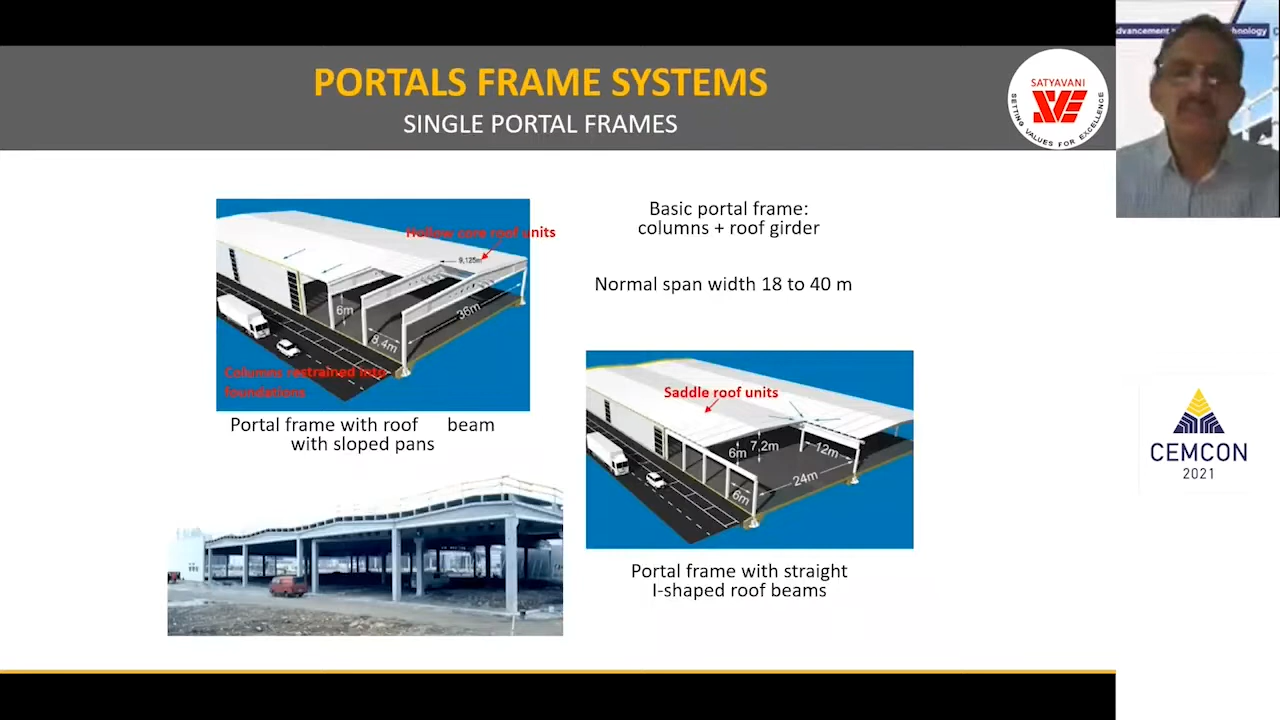 PORTALS FRAME SYSTEMS
SINGLE PORTAL FRAMES
SATYAVANI
SVE
SETTING VALUES FOR EXCELLENCE
dvancement
hnology
Basic portal frame:
columns + roof girder
Normal span width 18 to 40 m
Hollow core roof units
9,125m
6m
36m
8.4m
Columns restrained into
foundations
Portal frame with roof beam
with sloped pans
Saddle roof units
6m
7,2m
12m
24m
6m
Portal frame with straight
I-shaped roof beams
CEMCON
2021